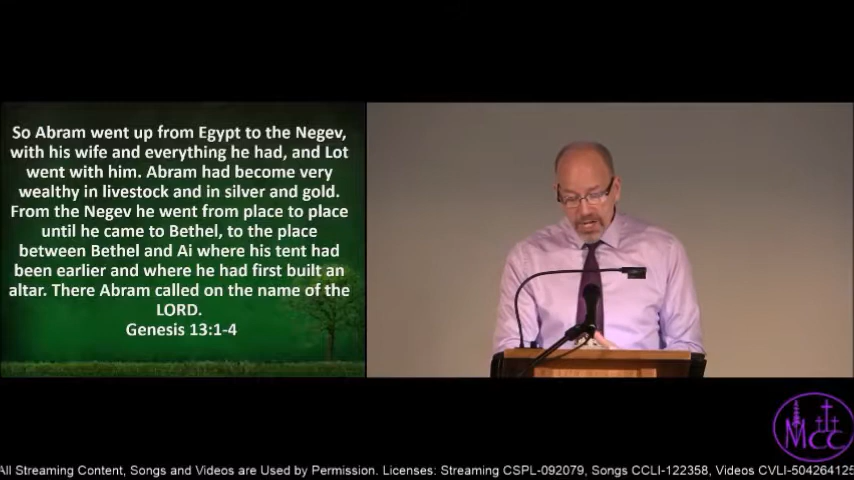 So Abram went up from Egypt to the Negev,
with his wife and everything he had, and Lot
went with him. Abram had become very
wealthy in livestock and in silver and gold.
From the Negev he went from place to place
until he came to Bethel, to the place
between Bethel and Ai where his tent had
been earlier and where he had first built an
altar. There Abram called on the name of the
LORD.
Genesis 13:1-4
MCC
All Streaming Content, Songs and Videos are Used by Permission. Licenses: Streaming CSPL-092079, Songs CCLI-122358, Videos CVLI-504264125